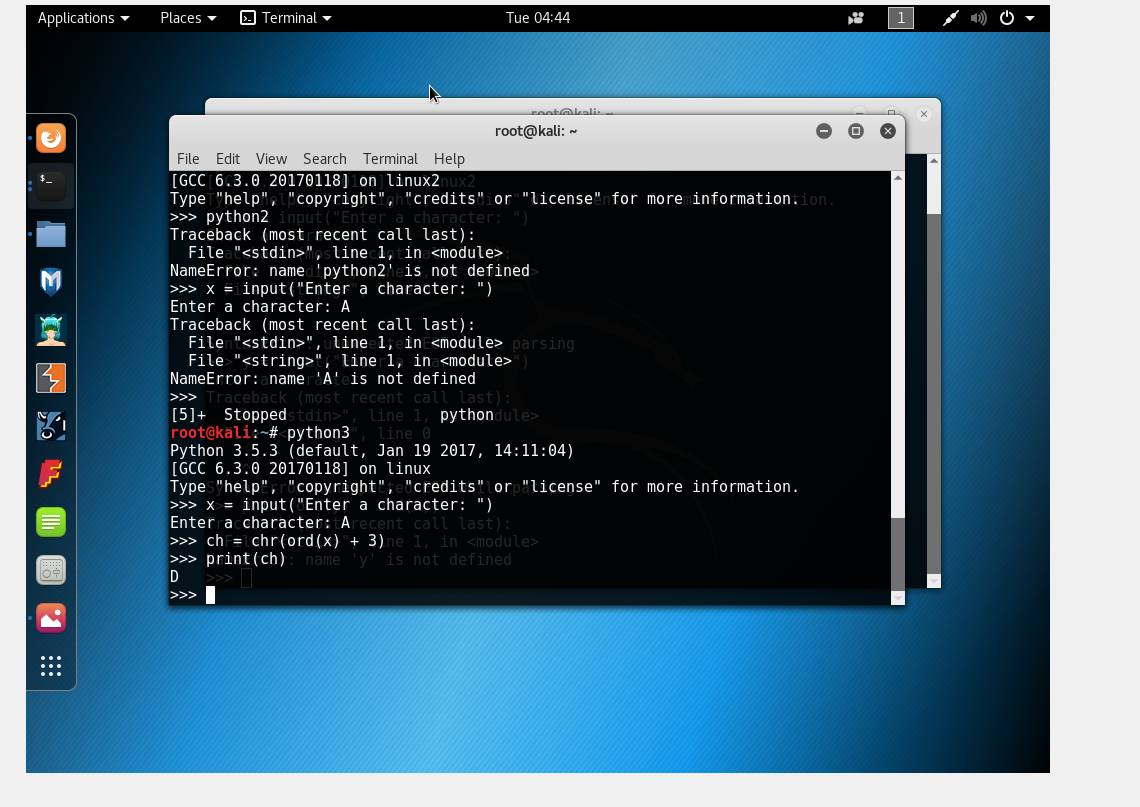 Applications Places Terminal Tue 04:44 1
root@kali: ~
root@kali: ~
File Edit View Search Terminal Help
[GCC 6.3.0 20170118] on linux2
Type "help", "copyright", "credits" or "license" for more information.
>>> python2
Traceback (most recent call last):
  File "<stdin>", line 1, in <module>
NameError: name 'python2' is not defined
>>> x = input("Enter a character: ")
Enter a character: A
Traceback (most recent call last):
  File "<stdin>", line 1, in <module>
  File "<string>", line 1, in <module>
NameError: name 'A' is not defined
>>>
[5]+  Stopped                 python
root@kali:~# python3
Python 3.5.3 (default, Jan 19 2017, 14:11:04)
[GCC 6.3.0 20170118] on linux
Type "help", "copyright", "credits" or "license" for more information.
>>> x = input("Enter a character: ")
Enter a character: A
>>> ch = chr(ord(x) + 3)
>>> print(ch)
D
>>>